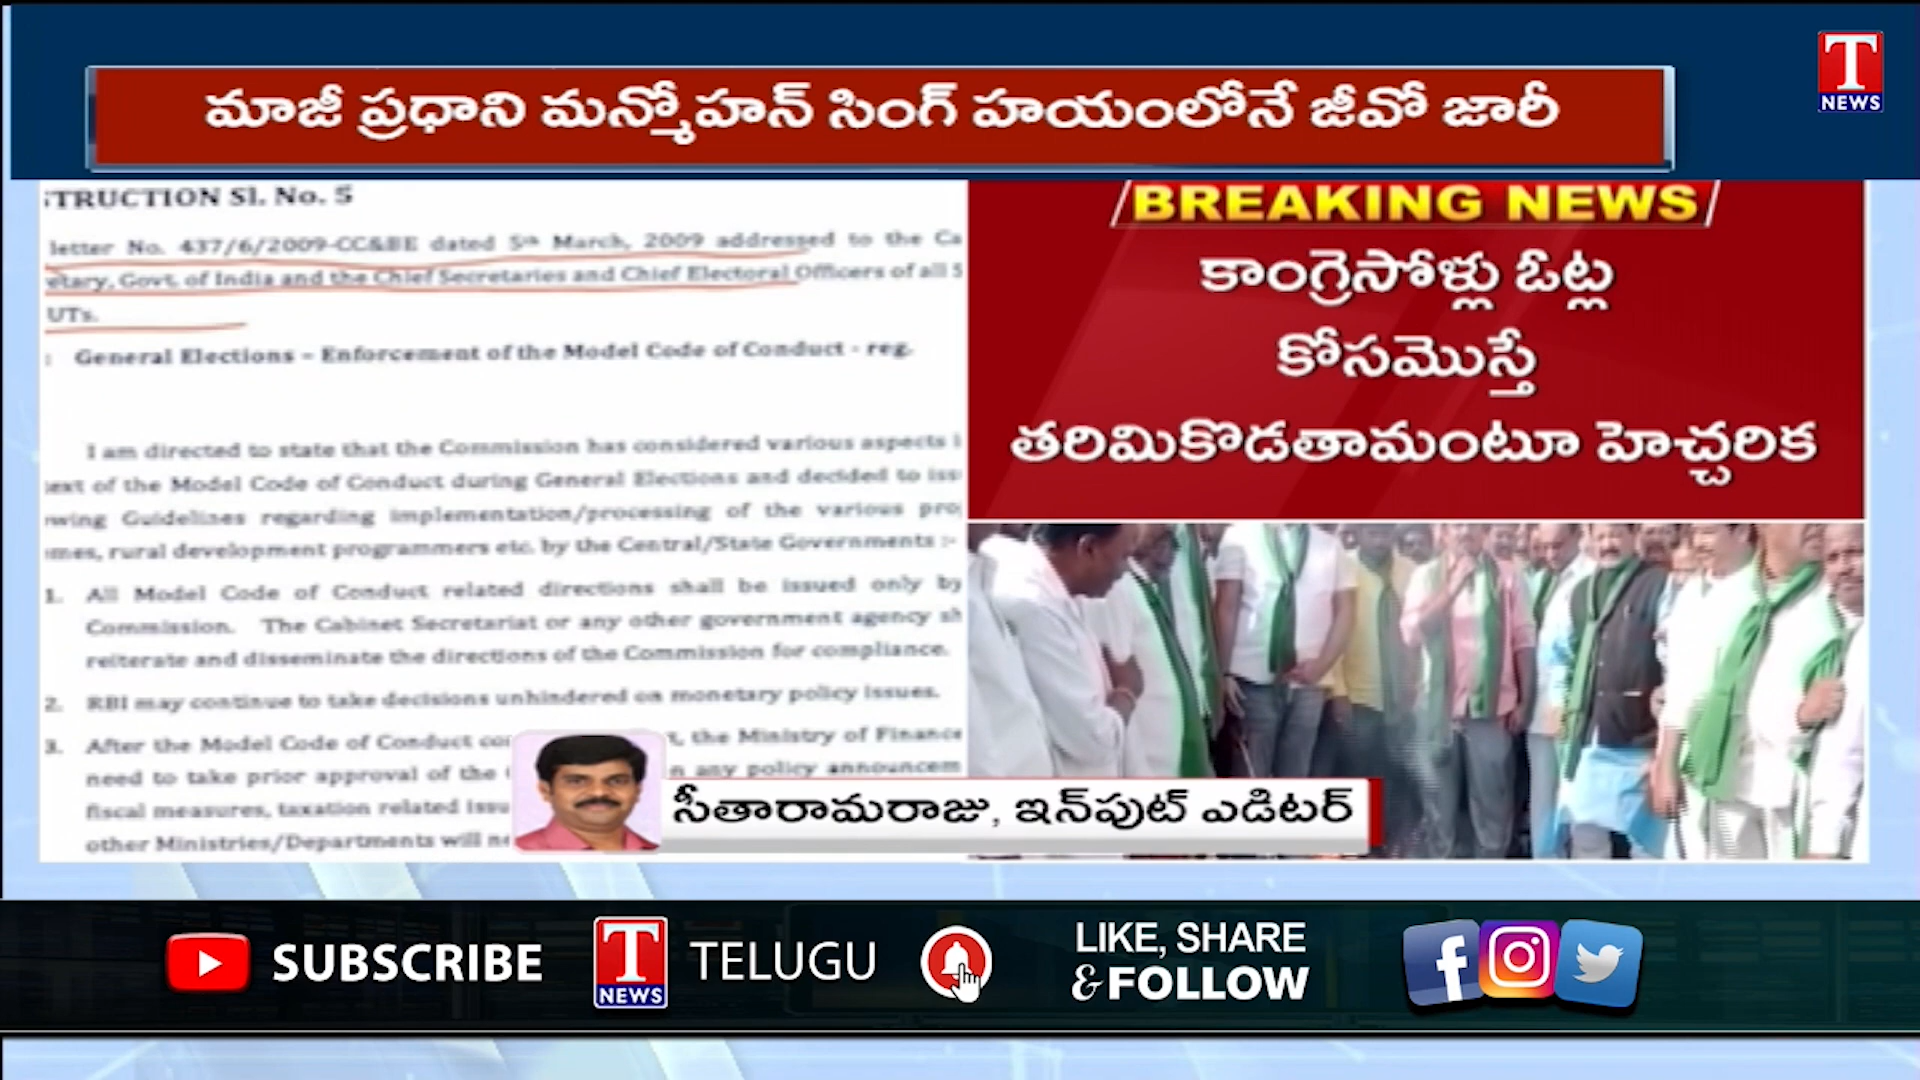 మాజీ ప్రధాని మన్మోహన్ సింగ్ హయంలోనే జీవో జారీ
T
NEWS
TRUCTION Sl. No. 5
letter No. 437/6/2009-CC&BE dated 5th March, 2009 addressed to the Ca
etary, Govt. of India and the Chief Secretaries and Chief Electoral Officers of all S
UTs.
: General Elections – Enforcement of the Model Code of Conduct - reg.
I am directed to state that the Commission has considered various aspects i
ext of the Model Code of Conduct during General Elections and decided to iss
wing Guidelines regarding implementation/processing of the various pro
mes, rural development programmers etc. by the Central/State Governments :-
1. All Model Code of Conduct related directions shall be issued only by
Commission. The Cabinet Secretariat or any other government agency sh
reiterate and disseminate the directions of the Commission for compliance.
2. RBI may continue to take decisions unhindered on monetary policy issues.
3. After the Model Code of Conduct co t, the Ministry of Finance
need to take prior approval of the n any policy announcem
fiscal measures, taxation related issu
other Ministries/Departments will ne
BREAKING NEWS
కాంగ్రెసోళ్లు ఓట్ల
కోసమొస్తే
తరిమికొడతామంటూ హెచ్చరిక
సీతారామరాజు, ఇన్‌పుట్ ఎడిటర్
SUBSCRIBE
T
NEWS
TELUGU
LIKE, SHARE
& FOLLOW